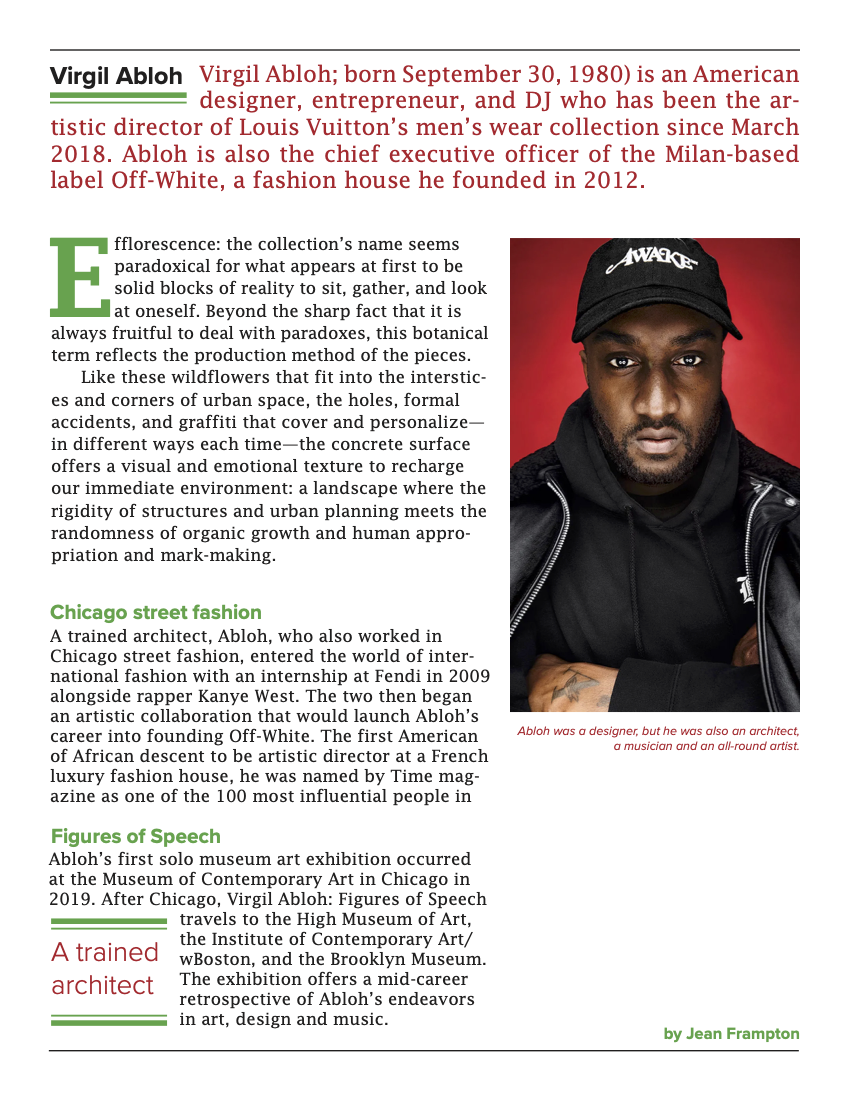 Virgil Abloh
Virgil Abloh; born September 30, 1980) is an American
designer, entrepreneur, and DJ who has been the ar-
tistic director of Louis Vuitton’s men’s wear collection since March
2018. Abloh is also the chief executive officer of the Milan-based
label Off-White, a fashion house he founded in 2012.
Efflorescence: the collection’s name seems
paradoxical for what appears at first to be
solid blocks of reality to sit, gather, and look
at oneself. Beyond the sharp fact that it is
always fruitful to deal with paradoxes, this botanical
term reflects the production method of the pieces.
Like these wildflowers that fit into the interstic-
es and corners of urban space, the holes, formal
accidents, and graffiti that cover and personalize—
in different ways each time—the concrete surface
offers a visual and emotional texture to recharge
our immediate environment: a landscape where the
rigidity of structures and urban planning meets the
randomness of organic growth and human appro-
priation and mark-making.
Chicago street fashion
A trained architect, Abloh, who also worked in
Chicago street fashion, entered the world of inter-
national fashion with an internship at Fendi in 2009
alongside rapper Kanye West. The two then began
an artistic collaboration that would launch Abloh’s
career into founding Off-White. The first American
of African descent to be artistic director at a French
luxury fashion house, he was named by Time mag-
azine as one of the 100 most influential people in
Figures of Speech
Abloh’s first solo museum art exhibition occurred
at the Museum of Contemporary Art in Chicago in
2019. After Chicago, Virgil Abloh: Figures of Speech
travels to the High Museum of Art,
the Institute of Contemporary Art/
wBoston, and the Brooklyn Museum.
The exhibition offers a mid-career
retrospective of Abloh’s endeavors
in art, design and music.
A trained
architect
AWAKE
Abloh was a designer, but he was also an architect,
a musician and an all-round artist.
by Jean Frampton